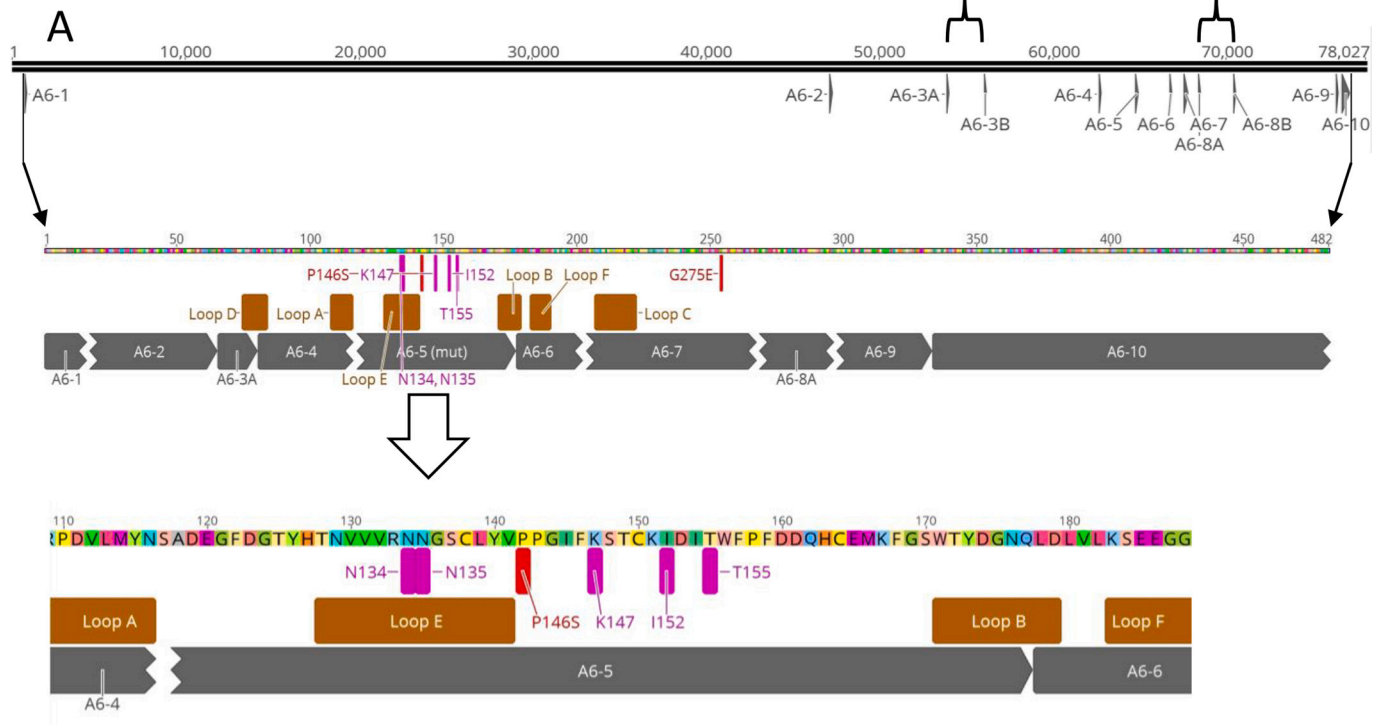 A
1 10,000 20,000 30,000 40,000 50,000 60,000 70,000 78,027
A6-1 A6-2 A6-3A A6-4 A6-9
A6-3B A6-5 A6-6 A6-7 A6-8B A6-10
A6-8A
1 50 100 150 200 250 300 350 400 450 482
P146S K147 I152 Loop B Loop F G275E
Loop D Loop A T155 Loop C
A6-2 A6-4 A6-5 (mut) A6-6 A6-7 A6-9 A6-10
A6-1 A6-3A Loop E N134, N135 A6-8A
110 120 130 140 150 160 170 180
RPDVLMYNSADEGFDGTYHTNVVVRNNGSCLYVPPGIFKSTCKIDITWFPFDDQHCEMKFGSWTYDGNQLDLVLKSEEGG
N134 N135 T155
Loop A Loop E P146S K147 I152 Loop B Loop F
A6-5 A6-6
A6-4